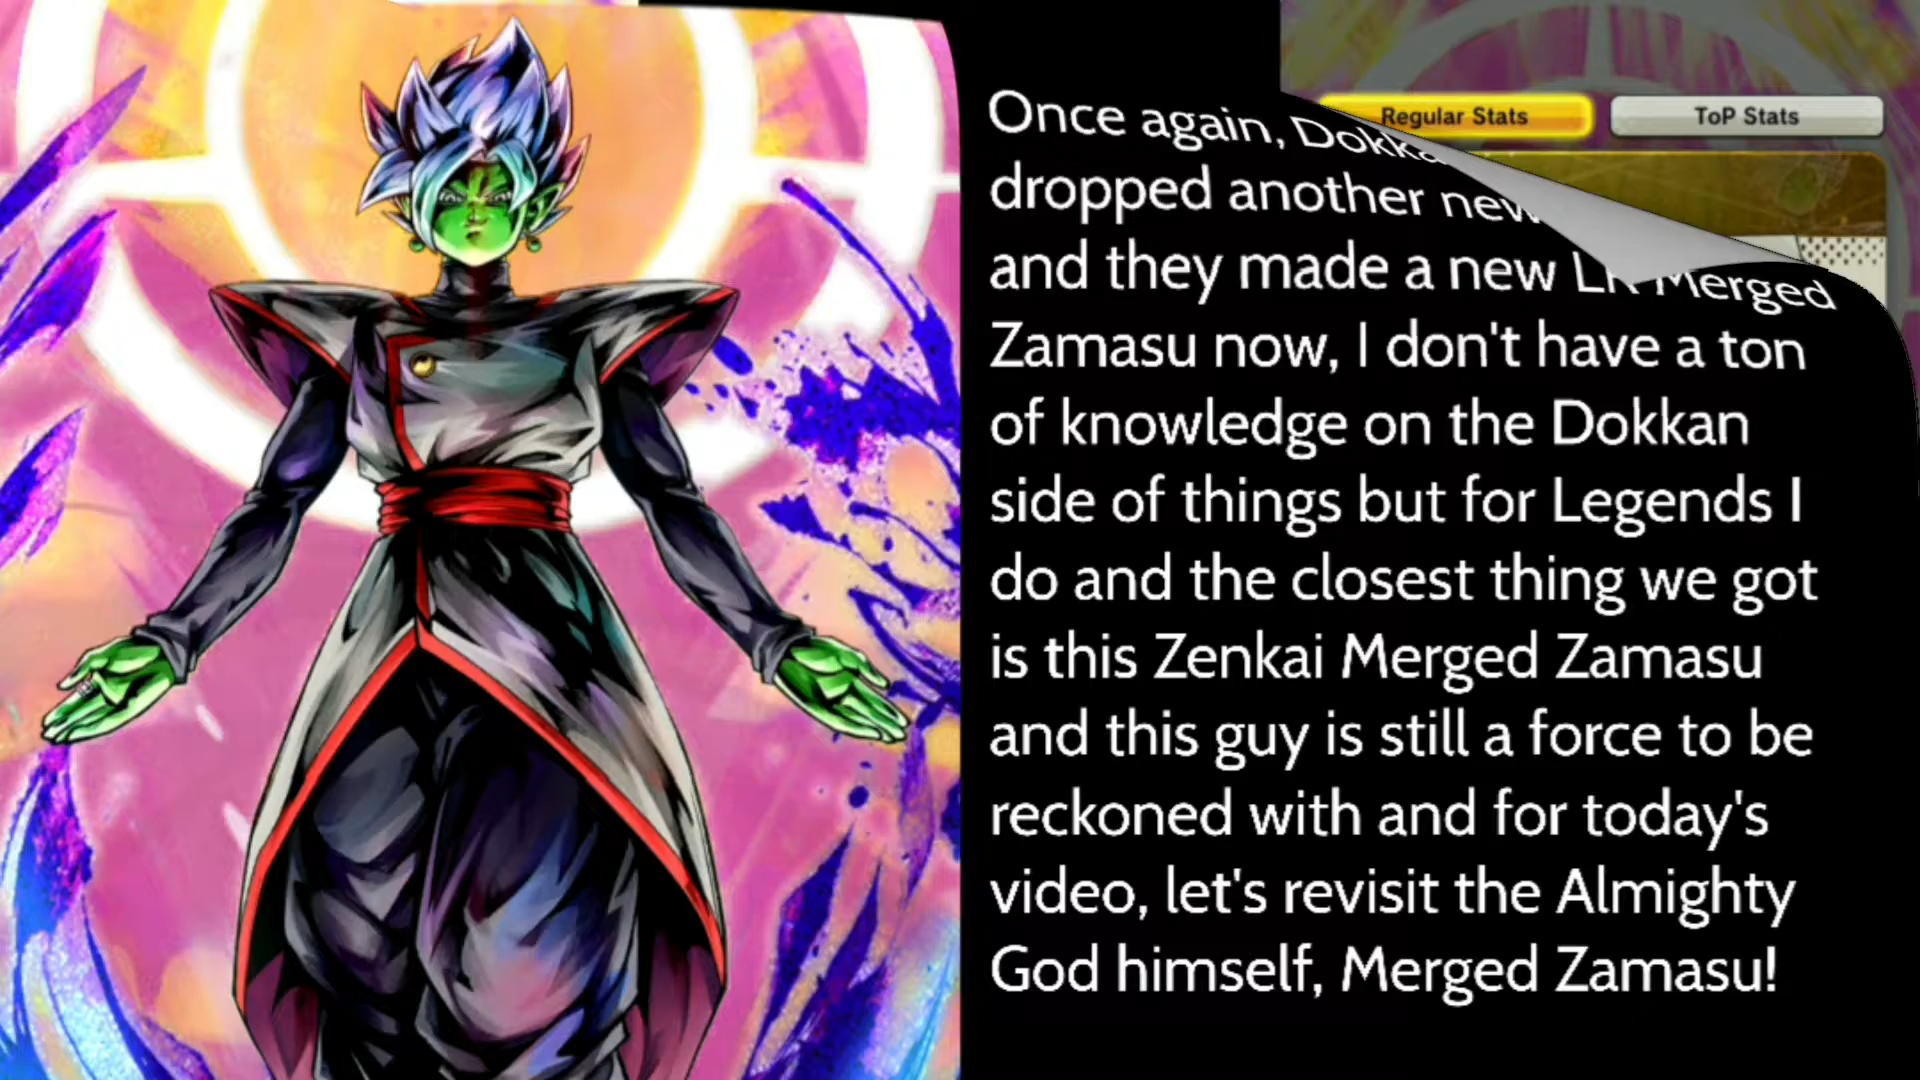 Once again,
dropped another
and they made a new Merged
Zamasu now, I don't have a ton
of knowledge on the Dokkan
side of things but for Legends I
do and the closest thing we got
is this Zenkai Merged Zamasu
and this guy is still a force to be
reckoned with and for today's
video, let's revisit the Almighty
God himself, Merged Zamasu!
Regular Stats
ToP Stats